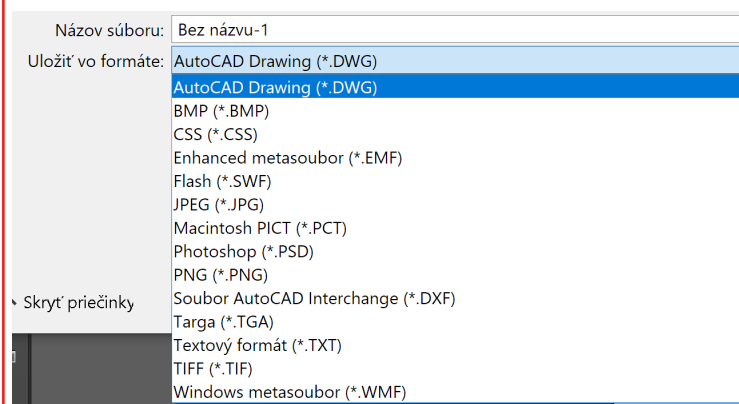 Názov súboru: Bez názvu-1
Uložiť vo formáte: AutoCAD Drawing (*.DWG)
AutoCAD Drawing (*.DWG)
BMP (*.BMP)
CSS (*.CSS)
Enhanced metasoubor (*.EMF)
Flash (*.SWF)
JPEG (*.JPG)
Macintosh PICT (*.PCT)
Photoshop (*.PSD)
PNG (*.PNG)
Skryť priečinky Soubor AutoCAD Interchange (*.DXF)
Targa (*.TGA)
Textový formát (*.TXT)
TIFF (*.TIF)
Windows metasoubor (*.WMF)